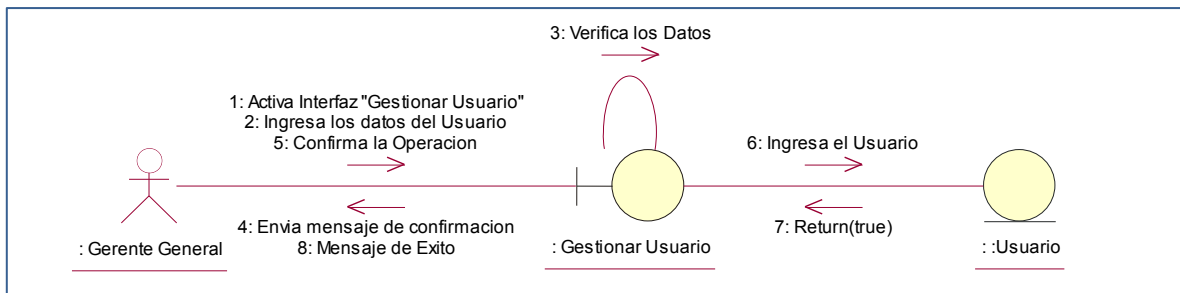 3: Verifica los Datos
1: Activa Interfaz "Gestionar Usuario"
2: Ingresa los datos del Usuario
5: Confirma la Operacion
6: Ingresa el Usuario
4: Envia mensaje de confirmacion
8: Mensaje de Exito
7: Return(true)
: Gerente General
: Gestionar Usuario
: :Usuario